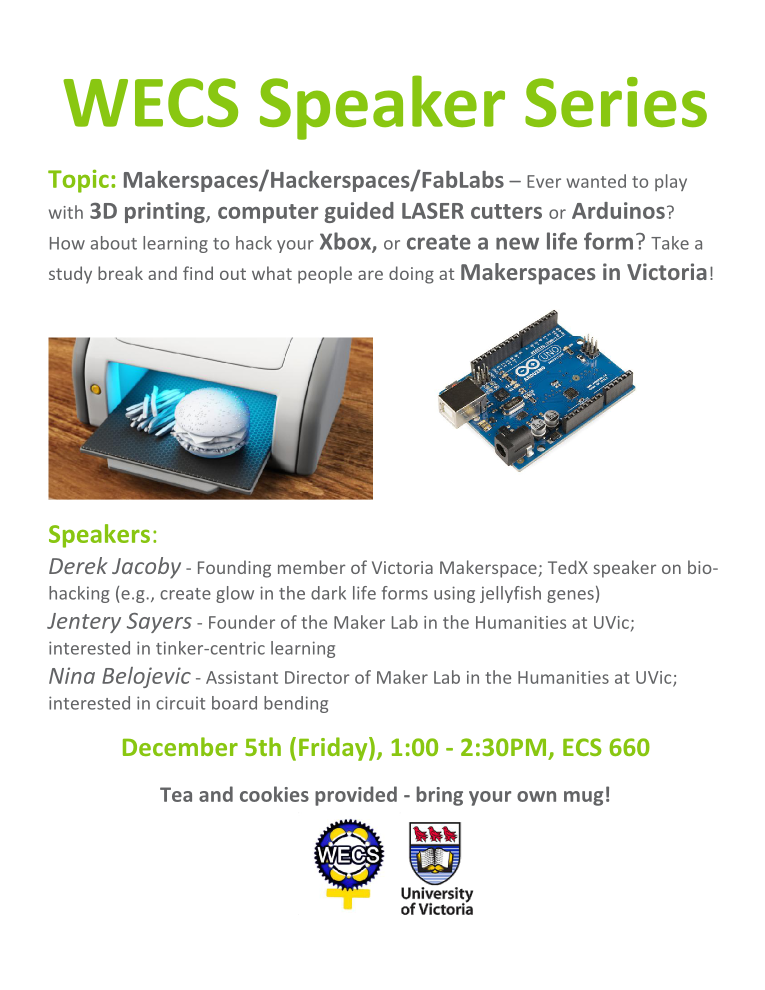 WECS Speaker Series
Topic: Makerspaces/Hackerspaces/FabLabs – Ever wanted to play
with 3D printing, computer guided LASER cutters or Arduinos?
How about learning to hack your Xbox, or create a new life form? Take a
study break and find out what people are doing at Makerspaces in Victoria!
UNO
ARDUINO
Speakers:
Derek Jacoby - Founding member of Victoria Makerspace; TedX speaker on bio-
hacking (e.g., create glow in the dark life forms using jellyfish genes)
Jentery Sayers - Founder of the Maker Lab in the Humanities at UVic;
interested in tinker-centric learning
Nina Belojevic - Assistant Director of Maker Lab in the Humanities at UVic;
interested in circuit board bending
December 5th (Friday), 1:00 - 2:30PM, ECS 660
Tea and cookies provided - bring your own mug!
WECS
University
of Victoria